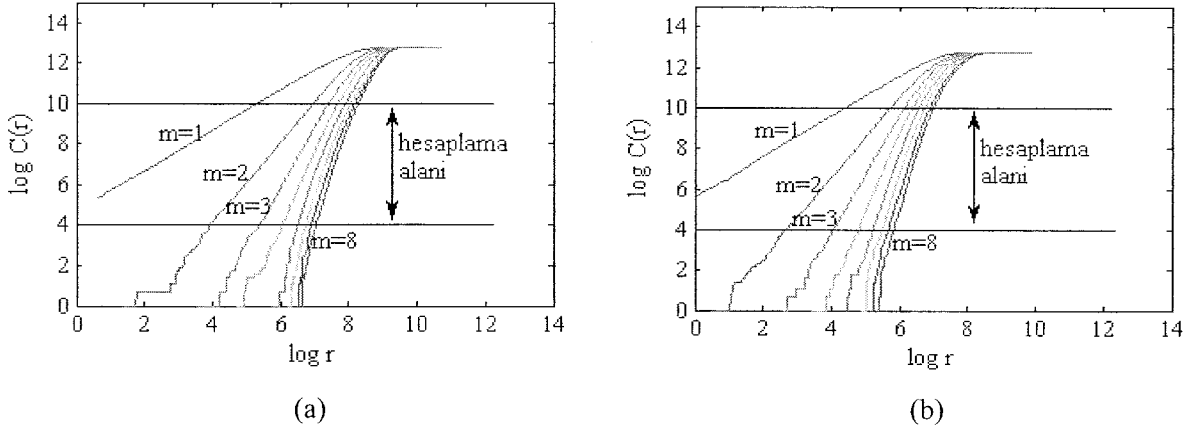 14
12
10
8
6
4
2
0
log C(r)
m=1
m=2
m=3
m=8
hesaplama
alani
0 2 4 6 8 10 12 14
log r
(a)
14
12
10
8
6
4
2
0
log C(r)
m=1
m=2
m=3
m=8
hesaplama
alani
0 2 4 6 8 10 12 14
log r
(b)